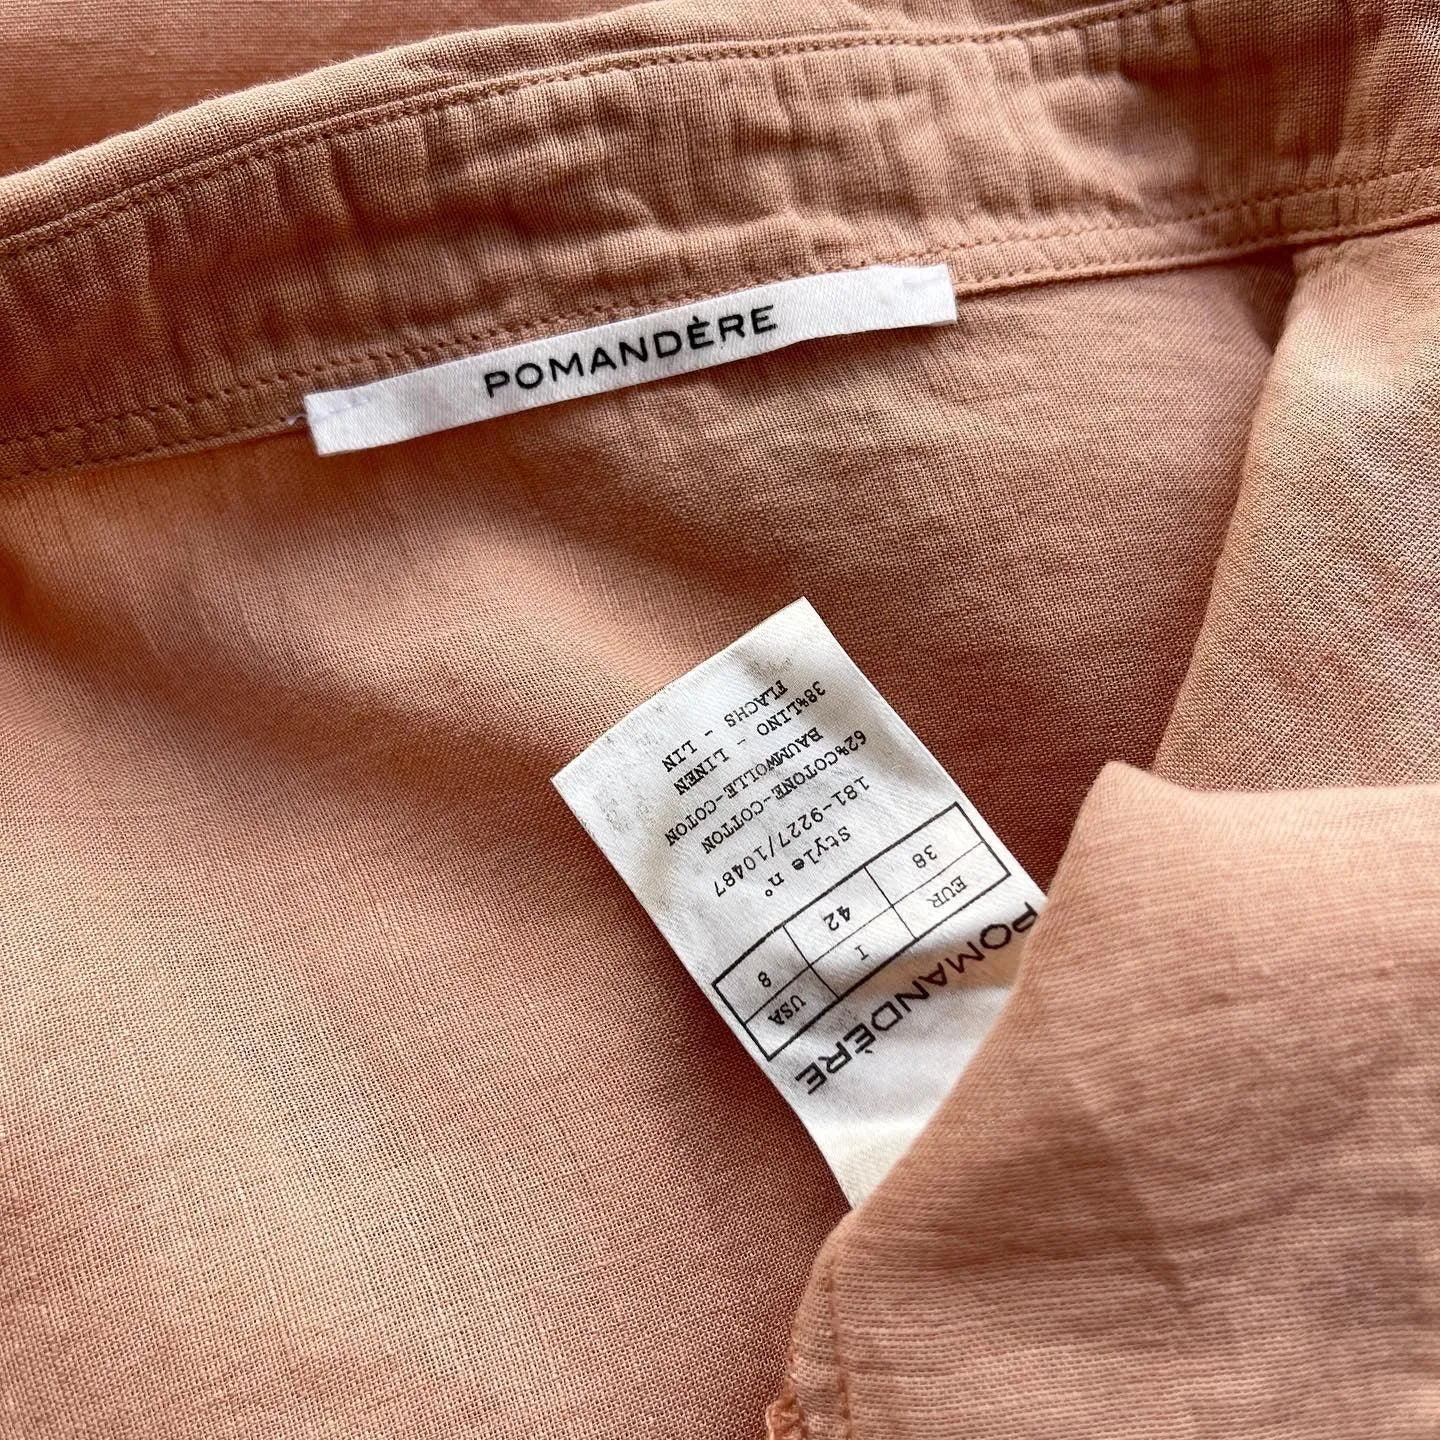 POMANDÈRE
POMANDÈRE
EUR I USA
38 42 8
Style n°
181-9227/10487
62%COTONE-COTTON
BAUMWOLLE-COTON
38%LINO - LINEN
FLACHS - LIN